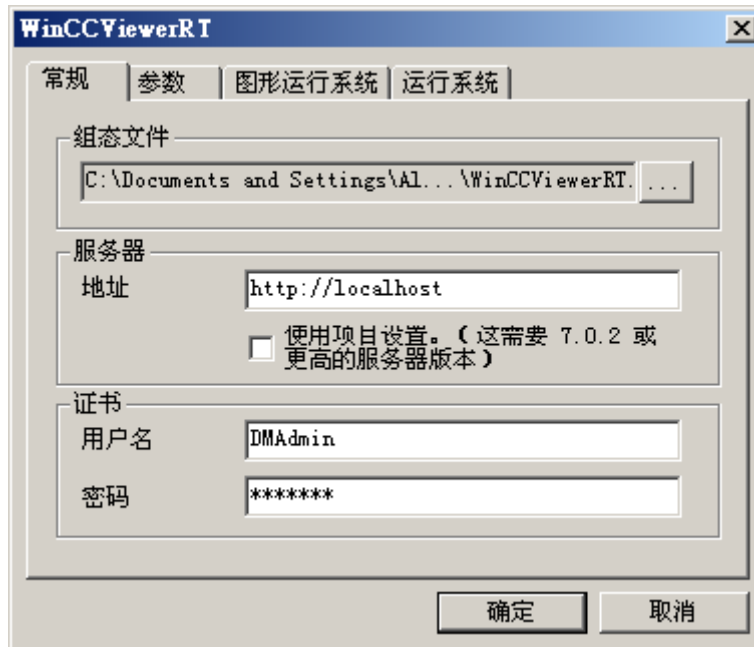 WinCCViewerRT
常规 参数 图形运行系统 运行系统
组态文件
C:\Documents and Settings\Al...\WinCCViewerRT. ...
服务器
地址 http://localhost
使用项目设置。(这需要 7.0.2 或
更高的服务器版本)
证书
用户名 DMAdmin
密码 *******
确定 取消